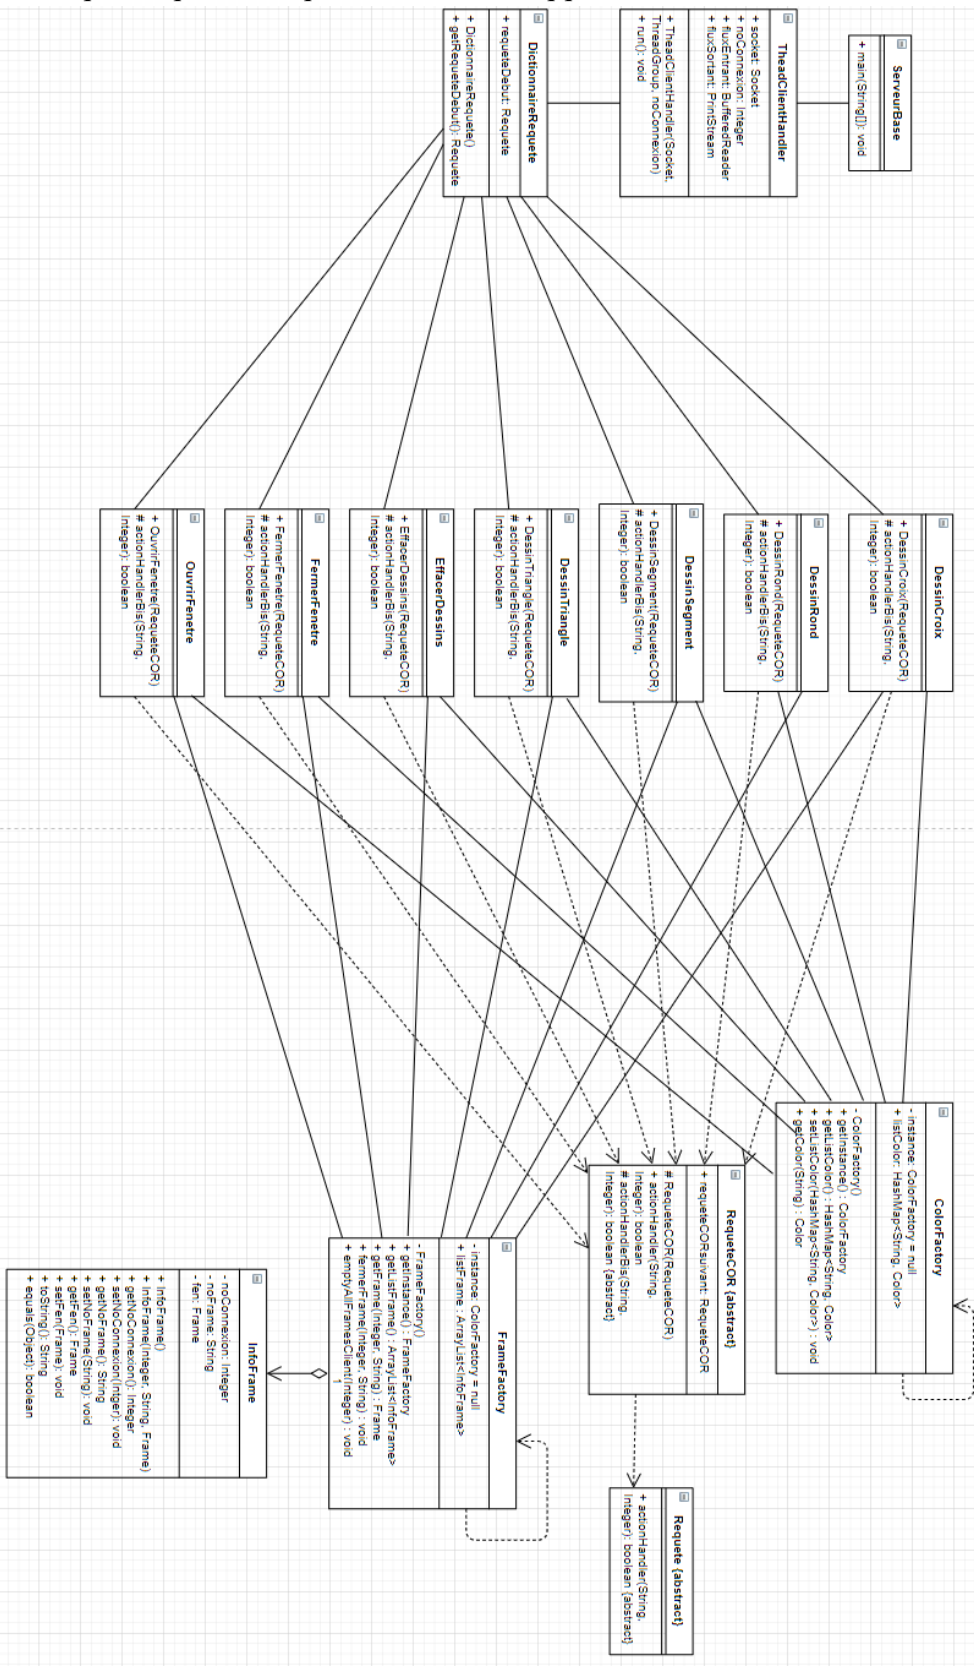 ServeurBase
+ main(String[]): void
TheadClientHandler
+ socket: Socket
+ noConnexion: Integer
+ fluxEntrant: BufferedReader
+ fluxSortant: PrintStream
+ TheadClientHandler(Socket,
ThreadGroup, noConnexion)
+ run(): void
DictionnaireRequete
+ requeteDebut: Requete
+ DictionnaireRequete()
+ getRequeteDebut(): Requete
DessinCroix
+ DessinCroix(RequeteCOR)
# actionHandlerBis(String,
Integer): boolean
DessinRond
+ DessinRond(RequeteCOR)
# actionHandlerBis(String,
Integer): boolean
DessinSegment
+ DessinSegment(RequeteCOR)
# actionHandlerBis(String,
Integer): boolean
DessinTriangle
+ DessinTriangle(RequeteCOR)
# actionHandlerBis(String,
Integer): boolean
EffacerDessins
+ EffacerDessins(RequeteCOR)
# actionHandlerBis(String,
Integer): boolean
FermerFenetre
+ FermerFenetre(RequeteCOR)
# actionHandlerBis(String,
Integer): boolean
OuvrirFenetre
+ OuvrirFenetre(RequeteCOR)
# actionHandlerBis(String,
Integer): boolean
ColorFactory
- instance: ColorFactory = null
+ listColor: HashMap<String, Color>
- ColorFactory()
+ getInstance() : ColorFactory
+ getListColor() : HashMap<String, Color>
+ setListColor(HashMap<String, Color>) : void
+ getColor(String) : Color
RequeteCOR {abstract}
+ requeteCORsuivant: RequeteCOR
# RequeteCOR(RequeteCOR)
+ actionHandler(String,
Integer): boolean
# actionHandlerBis(String,
Integer): boolean {abstract}
Requete {abstract}
+ actionHandler(String,
Integer): boolean {abstract}
FrameFactory
- instance: ColorFactory = null
+ listFrame : ArrayList<InfoFrame>
- FrameFactory()
+ getInstance() : FrameFactory
+ getListFrame() : ArrayList<InfoFrame>
+ getFrame(Integer, String) : Frame
+ fermerFrame(Integer, String) : void
+ emptyAllFramesClient(Integer) : void
1
InfoFrame
- noConnexion: Integer
- noFrame: String
- fen: Frame
+ InfoFrame()
+ InfoFrame(Integer, String, Frame)
+ getNoConnexion(): Integer
+ setNoConnexion(Intger): void
+ getNoFrame(): String
+ setNoFrame(String): void
+ getFen(): Frame
+ setFen(Frame): void
+ toString(): String
+ equals(Object): boolean